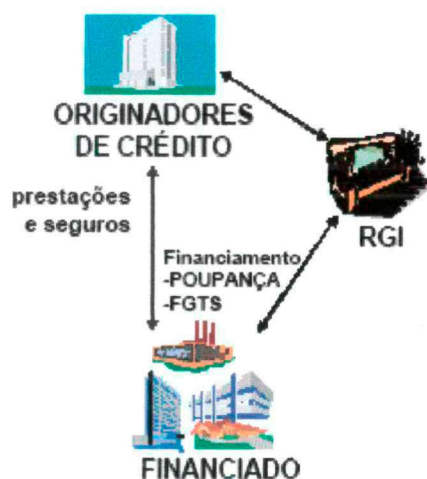 ORIGINADORES
DE CRÉDITO
prestações
e seguros
RGI
Financiamento
-POUPANÇA
-FGTS
FINANCIADO